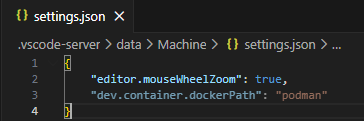 {} settings.json ×
.vscode-server > data > Machine > {} settings.json > ...
1 {
2 "editor.mouseWheelZoom": true,
3 "dev.container.dockerPath": "podman"
4 }